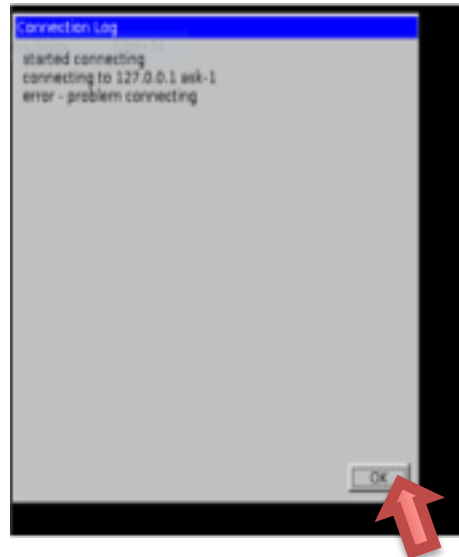 Connection Log
started connecting
connecting to 127.0.0.1 ask-1
error - problem connecting
OK